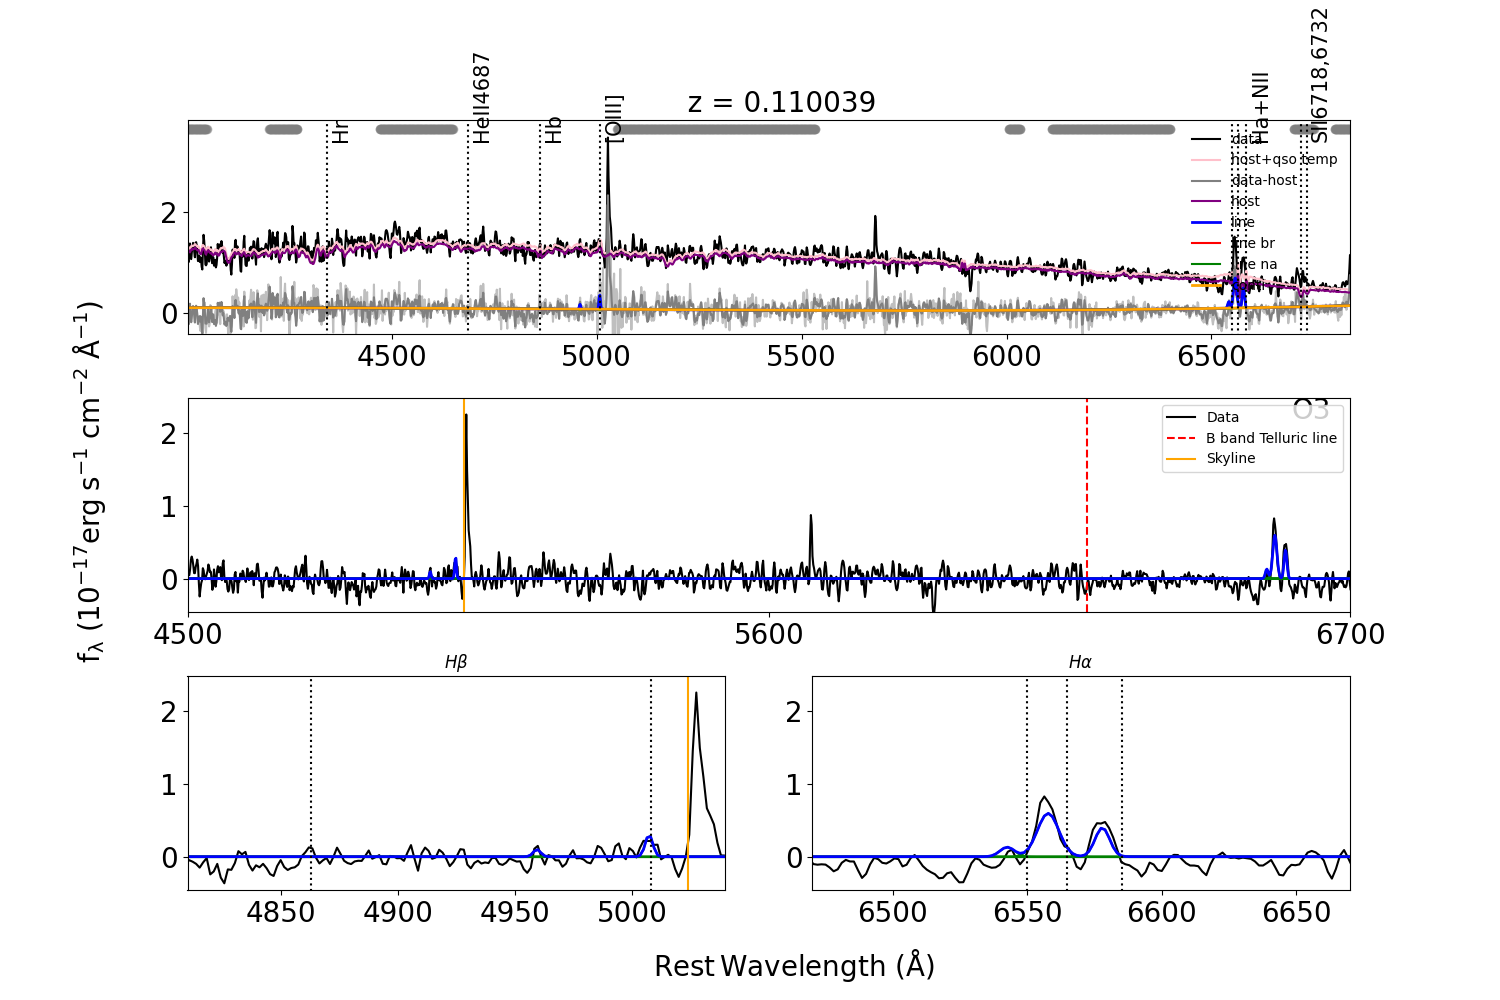 z = 0.110039
Hr
HeII4687
Hb
[OIII]
Ha+NII
SII6718,6732
data
host+qso temp
data-host
host
line
line br
line na
2
0
4500 5000 5500 6000 6500
O3
Data
B band Telluric line
Skyline
2
1
0
4500 5600 6700
fλ (10⁻¹⁷erg s⁻¹ cm⁻² Å⁻¹)
Hβ
2
1
0
4850 4900 4950 5000
Hα
2
1
0
6500 6550 6600 6650
Rest Wavelength (Å)